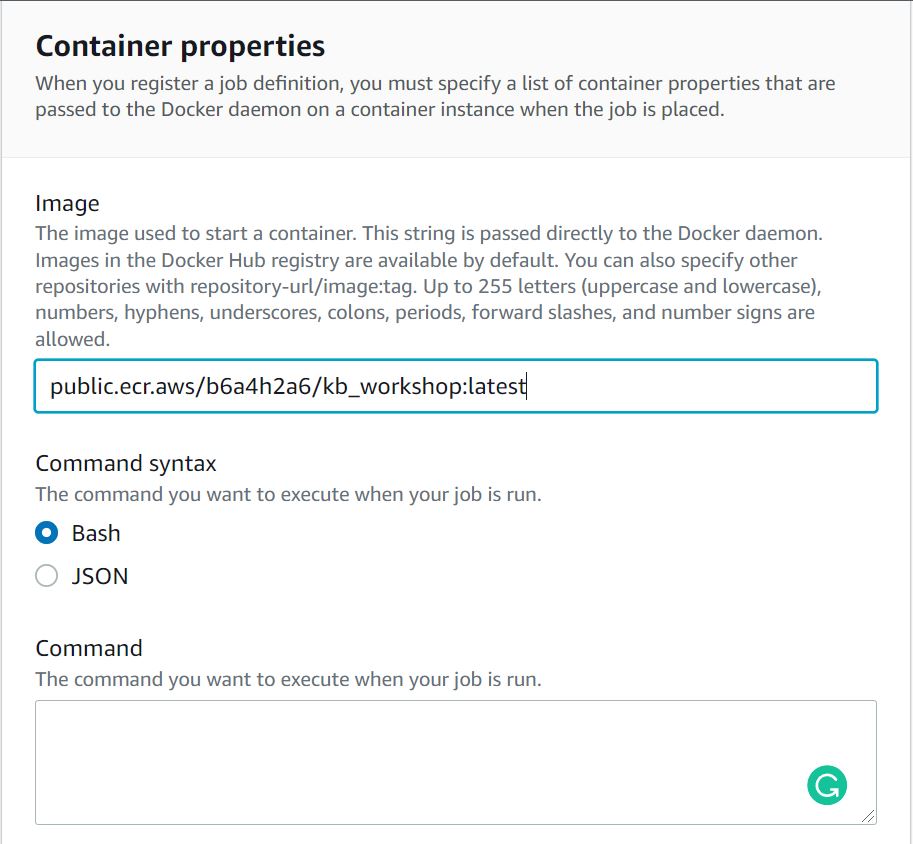 Container properties
When you register a job definition, you must specify a list of container properties that are
passed to the Docker daemon on a container instance when the job is placed.
Image
The image used to start a container. This string is passed directly to the Docker daemon.
Images in the Docker Hub registry are available by default. You can also specify other
repositories with repository-url/image:tag. Up to 255 letters (uppercase and lowercase),
numbers, hyphens, underscores, colons, periods, forward slashes, and number signs are
allowed.
public.ecr.aws/b6a4h2a6/kb_workshop:latest
Command syntax
The command you want to execute when your job is run.
Bash
JSON
Command
The command you want to execute when your job is run.